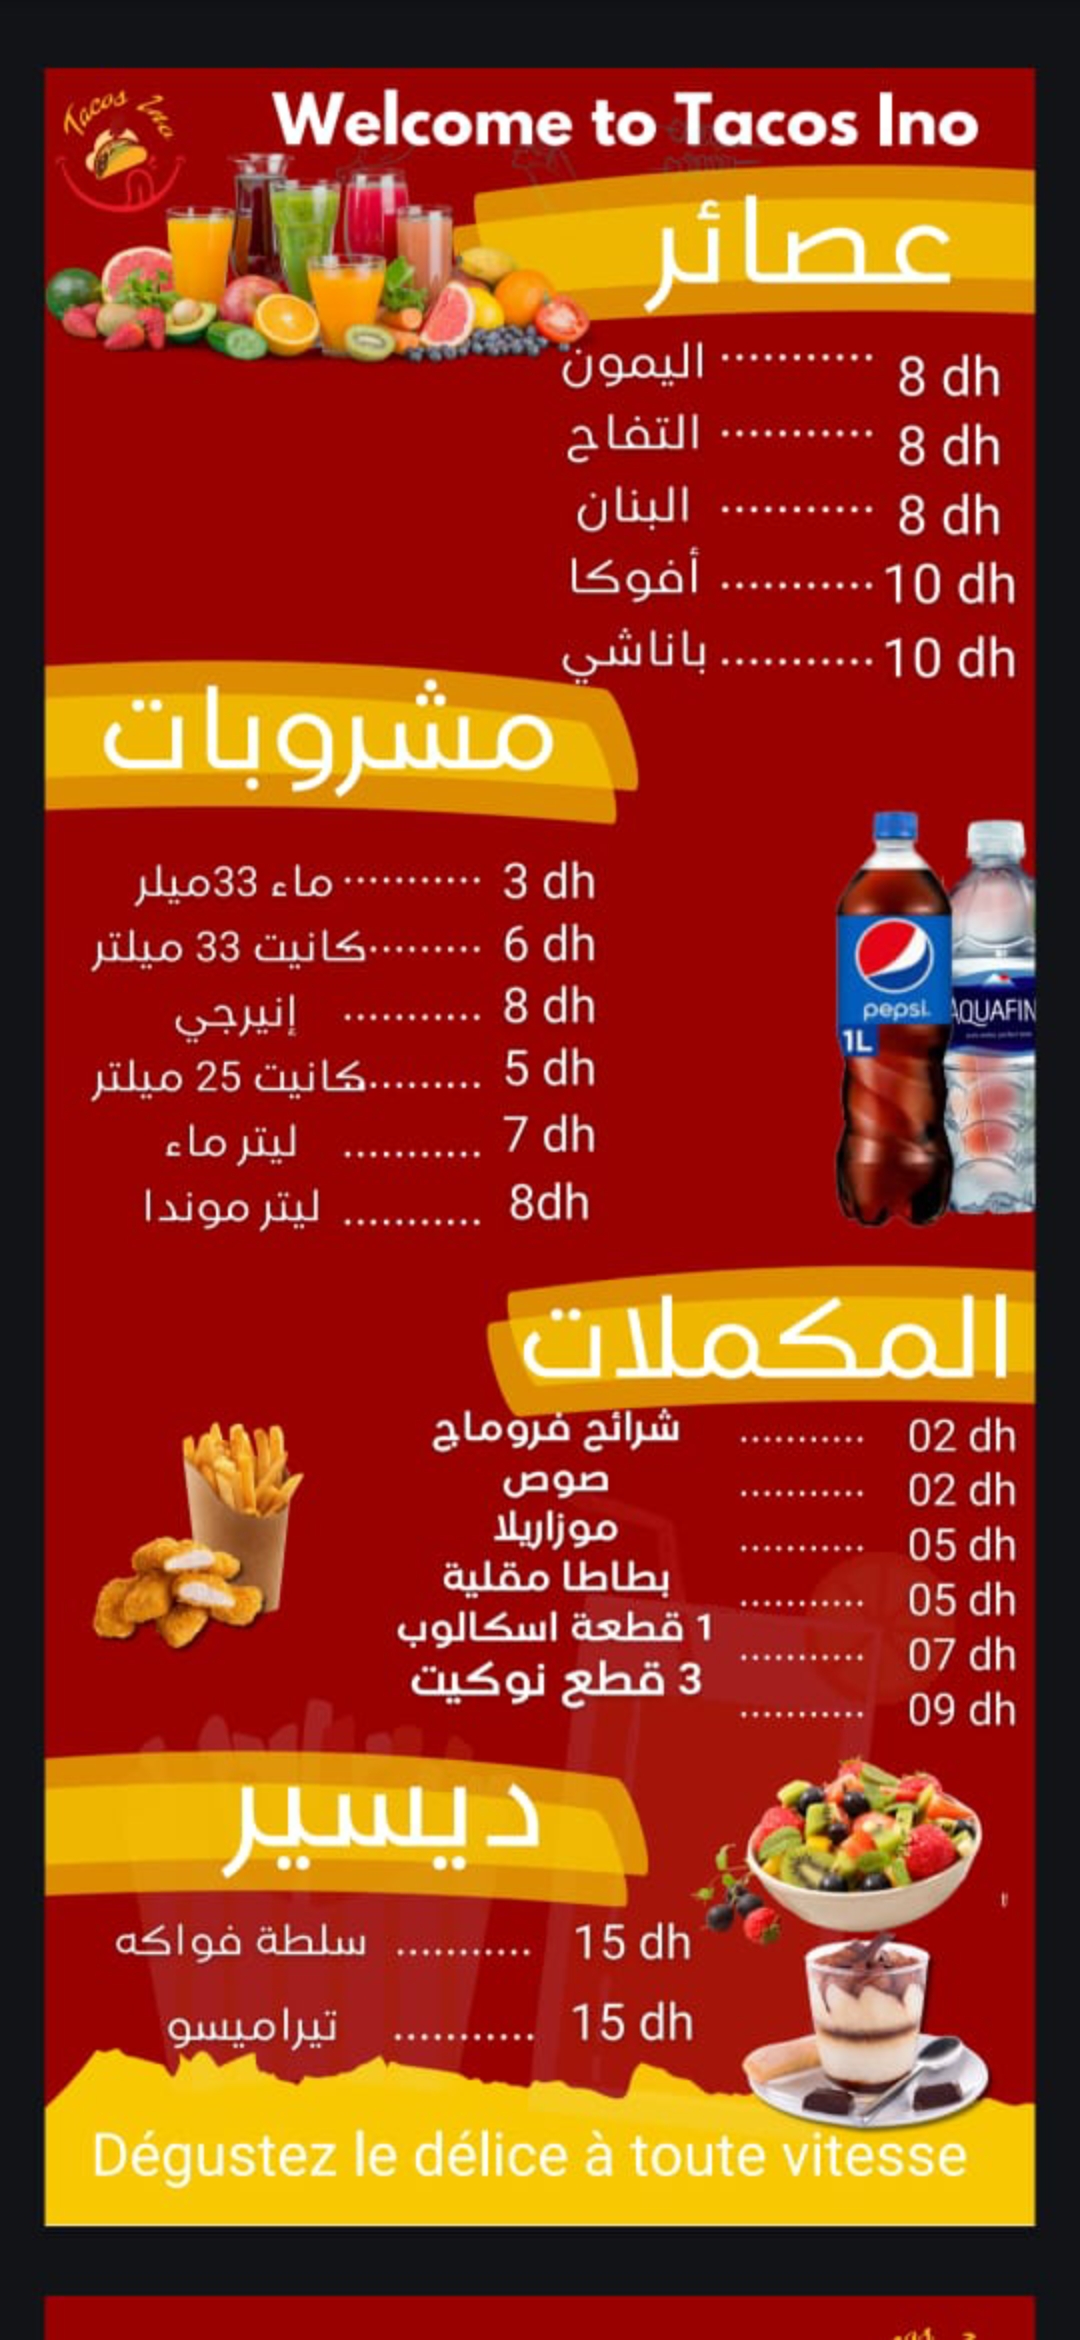 Tacos Ino
Welcome to Tacos Ino
عصائر
اليمون ........... 8 dh
التفاح ........... 8 dh
البنان ........... 8 dh
أفوكا ........... 10 dh
باناشي ........... 10 dh
مشروبات
ماء 33ميلر ........... 3 dh
كانيت 33 ميلتر ......... 6 dh
إنيرجي ........... 8 dh
كانيت 25 ميلتر ......... 5 dh
ليتر ماء ........... 7 dh
ليتر موندا ........... 8dh
pepsi.
1L
AQUAFIN
المكملات
شرائح فروماج ........... 02 dh
صوص ........... 02 dh
موزاريلا ........... 05 dh
بطاطا مقلية ........... 05 dh
1 قطعة اسكالوب ........... 07 dh
3 قطع نوكيت ........... 09 dh
ديسير
سلطة فواكه ........... 15 dh
تيراميسو ........... 15 dh
Dégustez le délice à toute vitesse